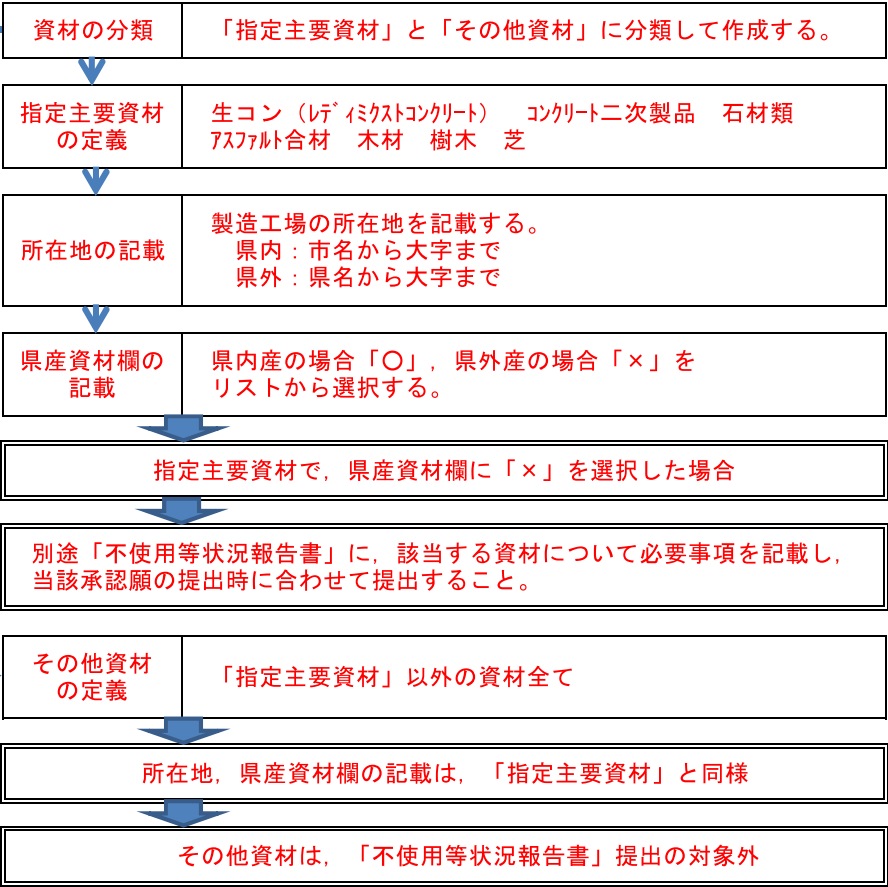 資材の分類
「指定主要資材」と「その他資材」に分類して作成する。
指定主要資材
の定義
生コン（ﾚﾃﾞｨﾐｸｽﾄｺﾝｸﾘｰﾄ）　ｺﾝｸﾘｰﾄ二次製品　石材類
ｱｽﾌｧﾙﾄ合材　木材　樹木　芝
所在地の記載
製造工場の所在地を記載する。
県内：市名から大字まで
県外：県名から大字まで
県産資材欄の
記載
県内産の場合「〇」，県外産の場合「×」を
リストから選択する。
指定主要資材で，県産資材欄に「×」を選択した場合
別途「不使用等状況報告書」に，該当する資材について必要事項を記載し，
当該承認願の提出時に合わせて提出すること。
その他資材
の定義
「指定主要資材」以外の資材全て
所在地，県産資材欄の記載は，「指定主要資材」と同様
その他資材は，「不使用等状況報告書」提出の対象外